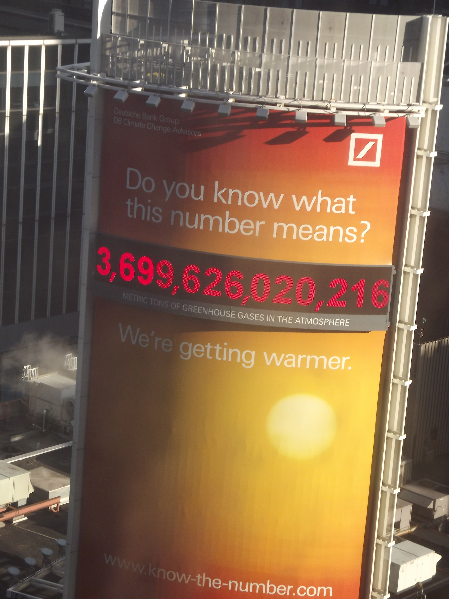 Deutsche Bank Group
DB Climate Change Advisors
Do you know what
this number means?
3,699,626,020,216
METRIC TONS OF GREENHOUSE GASES IN THE ATMOSPHERE
We're getting warmer.
www.know-the-number.com